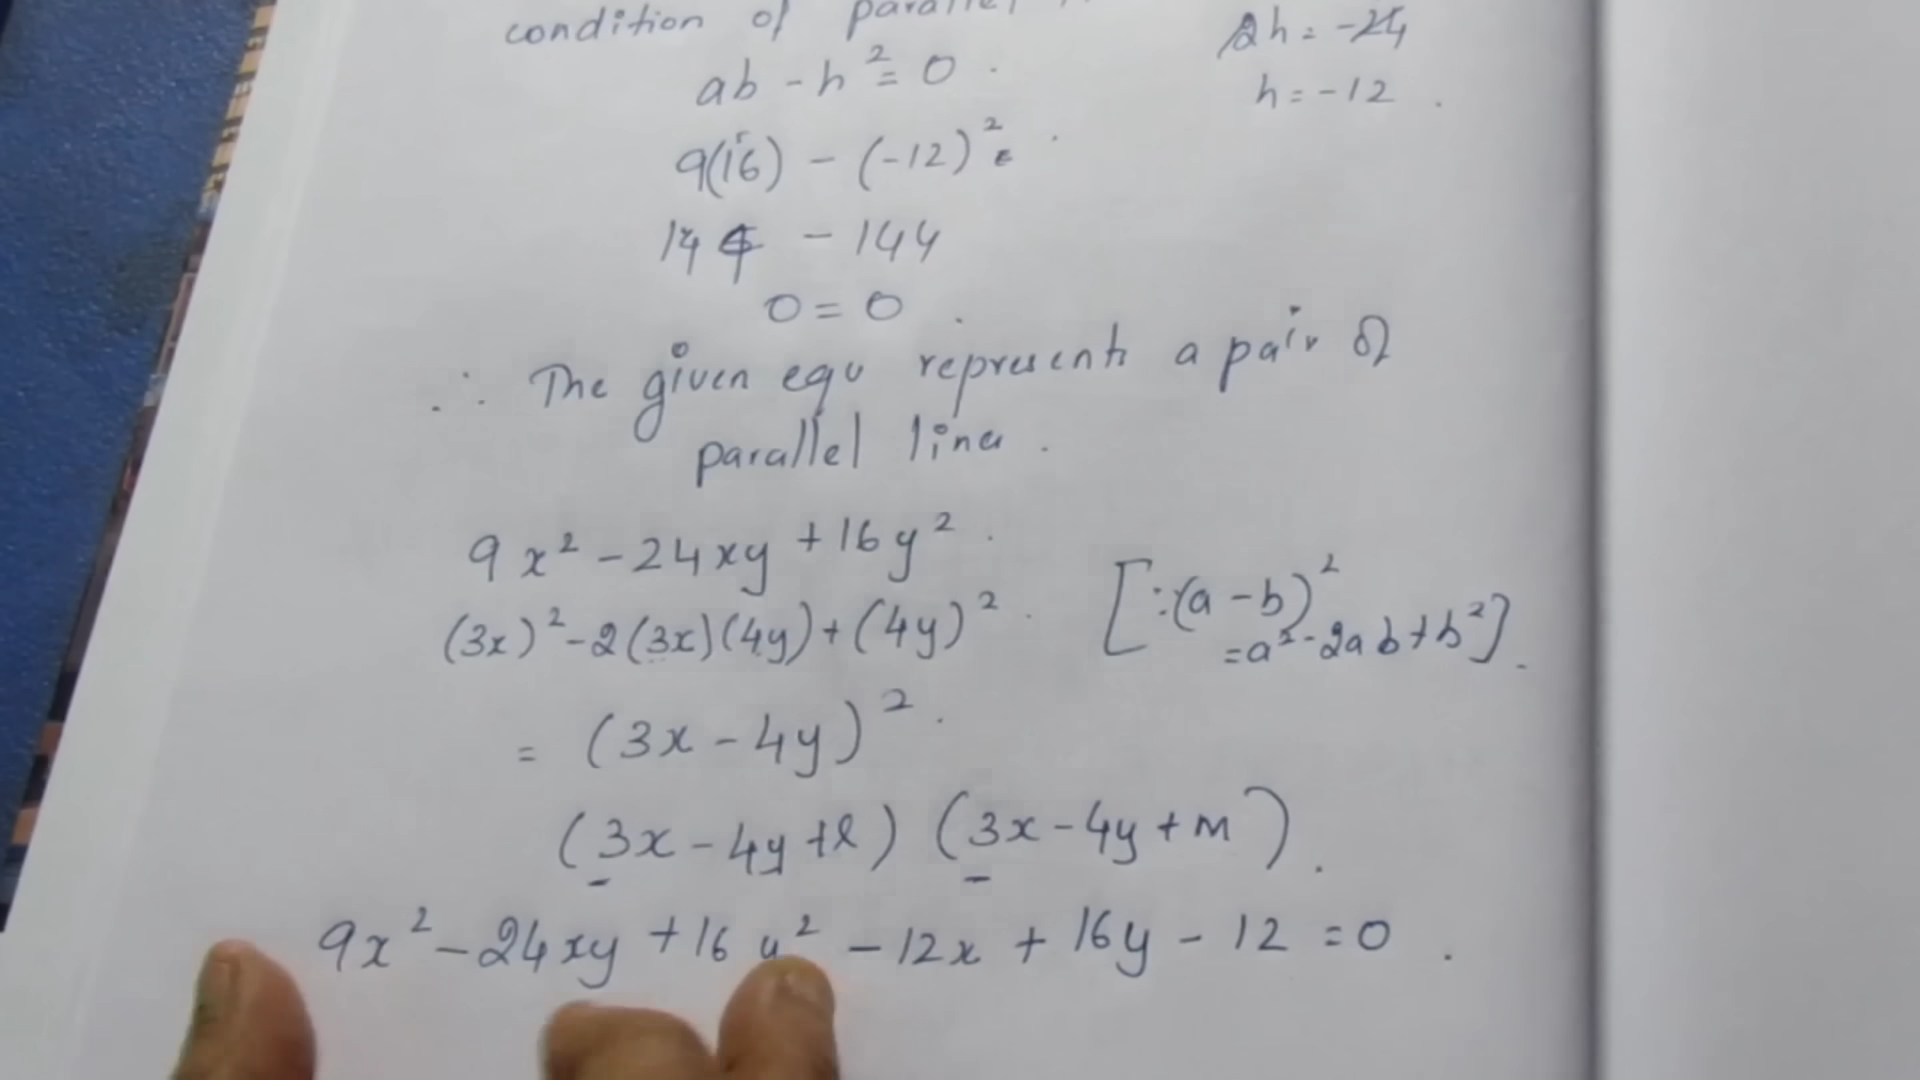 condition of parallel
2h = -24
ab - h² = 0
h = -12
9(16) - (-12)²
144 - 144
0 = 0
∴ The given equ represents a pair of
parallel lines
9x² - 24xy + 16y²
(3x)² - 2(3x)(4y) + (4y)²
[∵(a - b)²
= a² - 2ab + b²]
= (3x - 4y)²
(3x - 4y + l) (3x - 4y + m)
9x² - 24xy + 16y² - 12x + 16y - 12 = 0